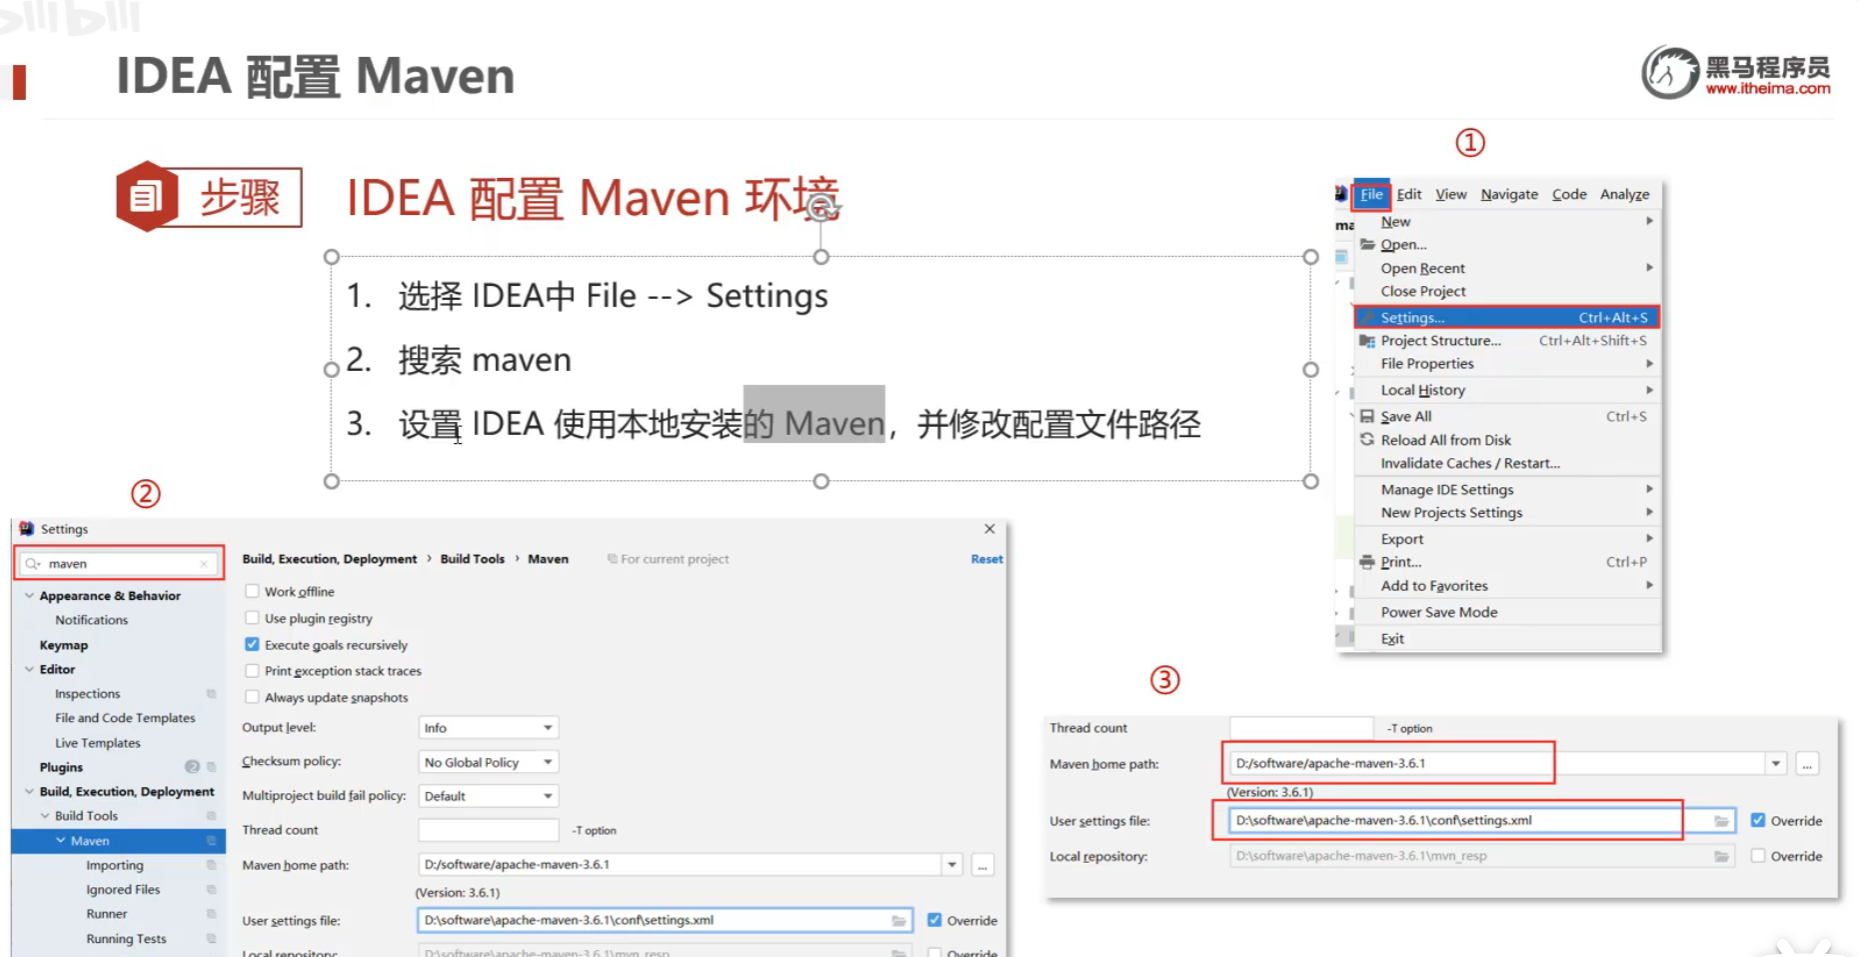 bilibili
IDEA 配置 Maven
黑马程序员
www.itheima.com
步骤
IDEA 配置 Maven 环境
1. 选择 IDEA中 File --> Settings
2. 搜索 maven
3. 设置 IDEA 使用本地安装的 Maven，并修改配置文件路径
①
File Edit View Navigate Code Analyze
ma
New
Open...
Open Recent
Close Project
Settings... Ctrl+Alt+S
Project Structure... Ctrl+Alt+Shift+S
File Properties
Local History
Save All Ctrl+S
Reload All from Disk
Invalidate Caches / Restart...
Manage IDE Settings
New Projects Settings
Export
Print... Ctrl+P
Add to Favorites
Power Save Mode
Exit
②
Settings
maven
Appearance & Behavior
Notifications
Keymap
Editor
Inspections
File and Code Templates
Live Templates
Plugins 2
Build, Execution, Deployment
Build Tools
Maven
Importing
Ignored Files
Runner
Running Tests
Build, Execution, Deployment › Build Tools › Maven For current project Reset
Work offline
Use plugin registry
Execute goals recursively
Print exception stack traces
Always update snapshots
Output level: Info
Checksum policy: No Global Policy
Multiproject build fail policy: Default
Thread count -T option
Maven home path: D:/software/apache-maven-3.6.1 ...
(Version: 3.6.1)
User settings file: D:\software\apache-maven-3.6.1\conf\settings.xml Override
Local repository: D:\software\apache-maven-3.6.1\mvn_resp Override
③
Thread count -T option
Maven home path: D:/software/apache-maven-3.6.1 ...
(Version: 3.6.1)
User settings file: D:\software\apache-maven-3.6.1\conf\settings.xml Override
Local repository: D:\software\apache-maven-3.6.1\mvn_resp Override